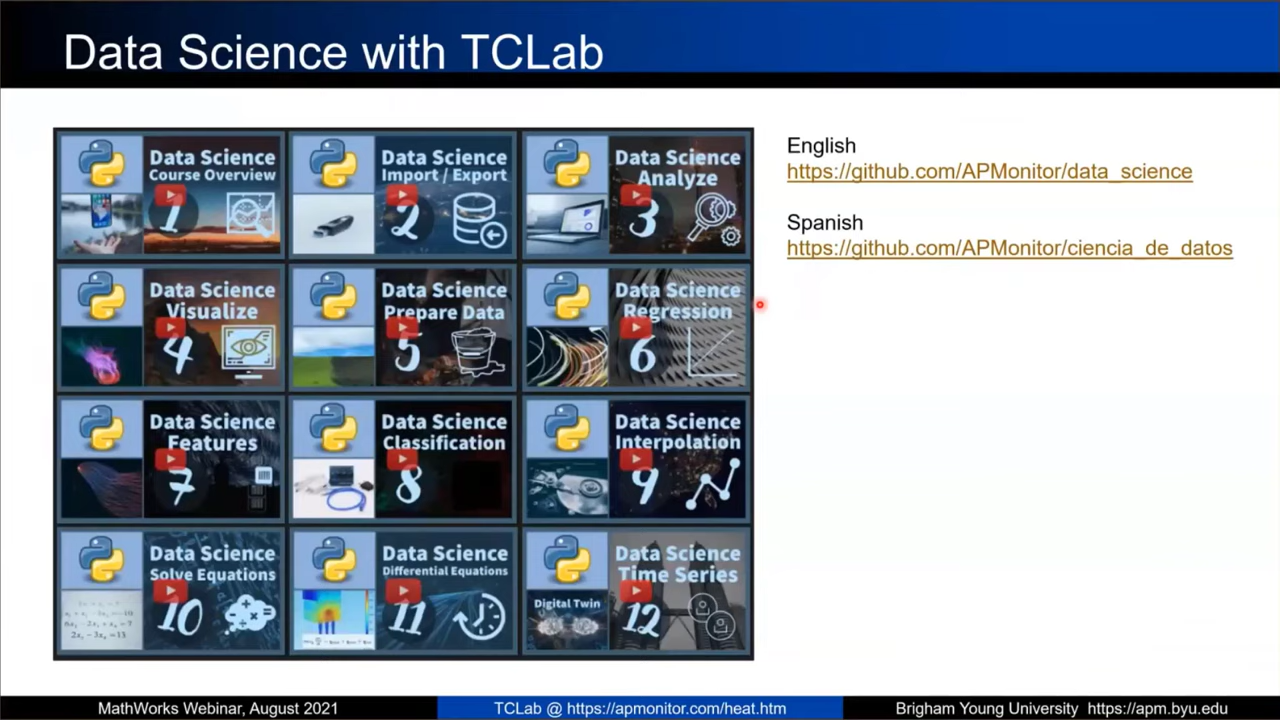 Data Science with TCLab
Data Science
Course Overview
1
Data Science
Import / Export
2
Data Science
Analyze
3
Data Science
Visualize
4
Data Science
Prepare Data
5
Data Science
Regression
6
Data Science
Features
7
Data Science
Classification
8
Data Science
Interpolation
9
Data Science
Solve Equations
10
Data Science
Differential Equations
11
Data Science
Time Series
Digital Twin
12
English
https://github.com/APMonitor/data_science
Spanish
https://github.com/APMonitor/ciencia_de_datos
MathWorks Webinar, August 2021
TCLab @ https://apmonitor.com/heat.htm
Brigham Young University https://apm.byu.edu